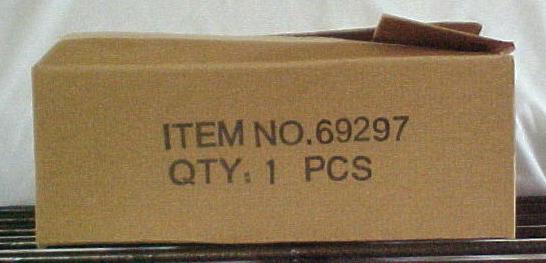 ITEM NO.69297
QTY: 1 PCS